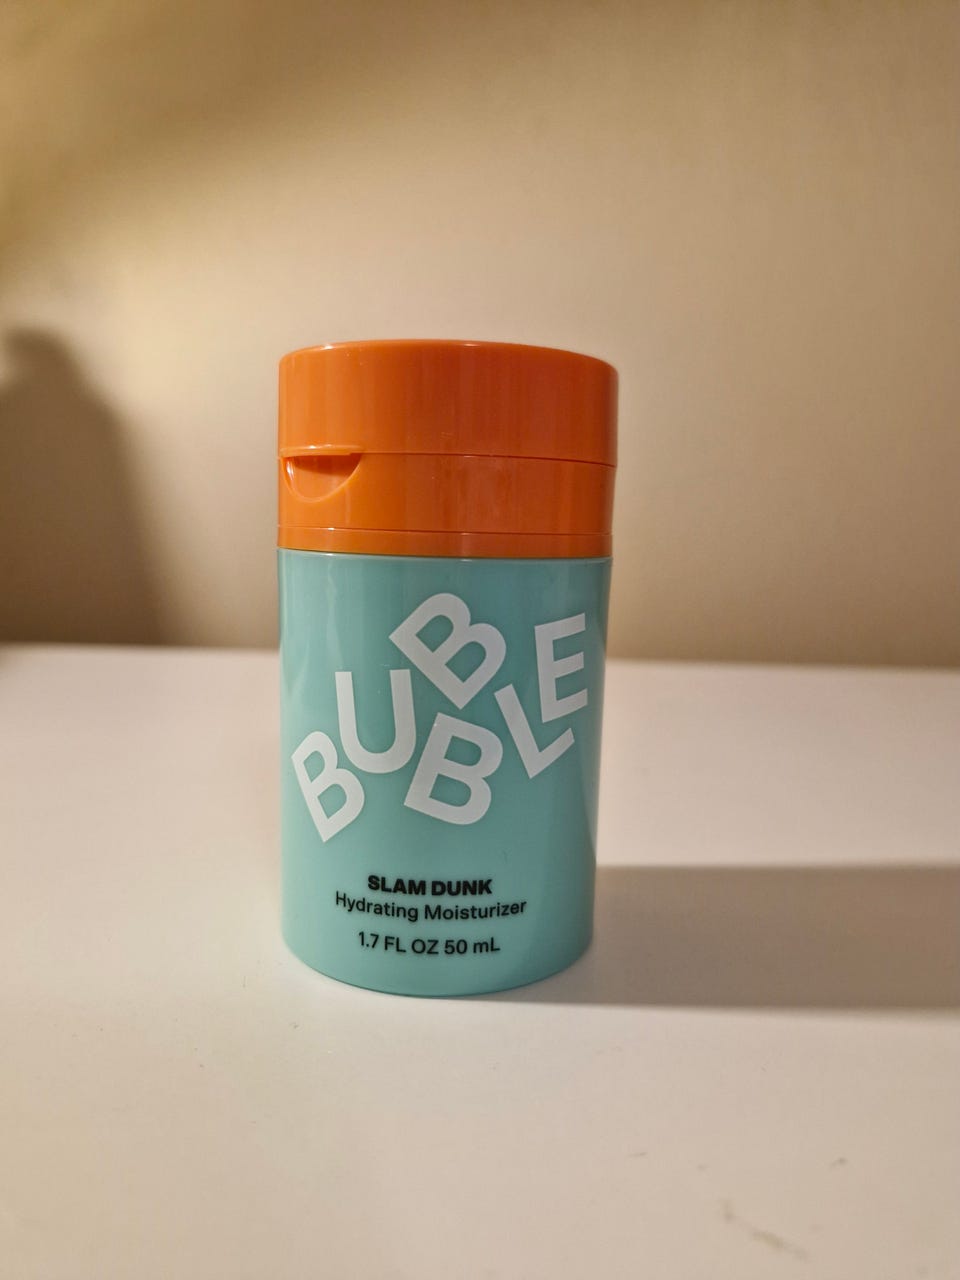 BUBBLE
SLAM DUNK
Hydrating Moisturizer
1.7 FL OZ 50 mL